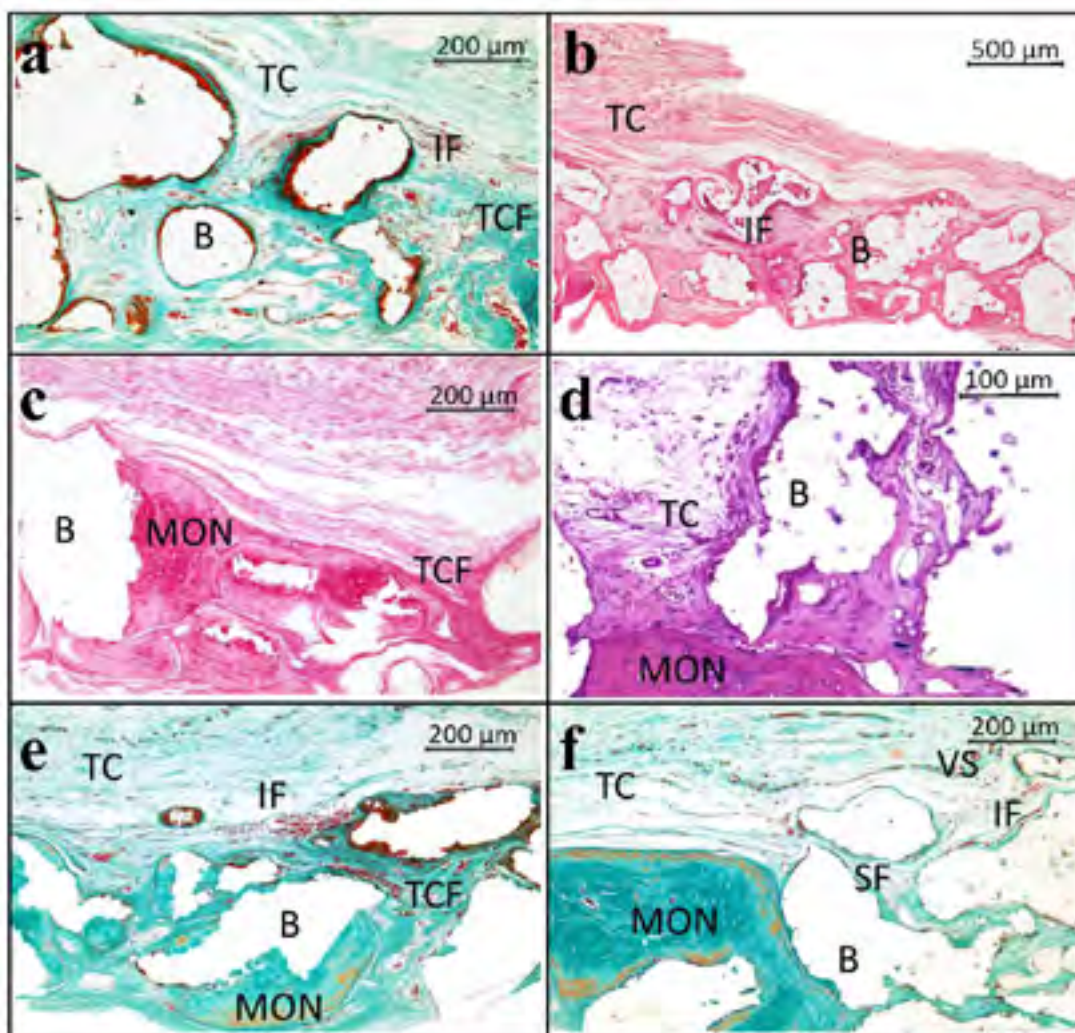 a
200 µm
TC
IF
TCF
B
b
500 µm
TC
IF
B
c
200 µm
B
MON
TCF
d
100 µm
B
TC
MON
e
200 µm
TC
IF
TCF
B
MON
f
200 µm
VS
TC
IF
SF
MON
B